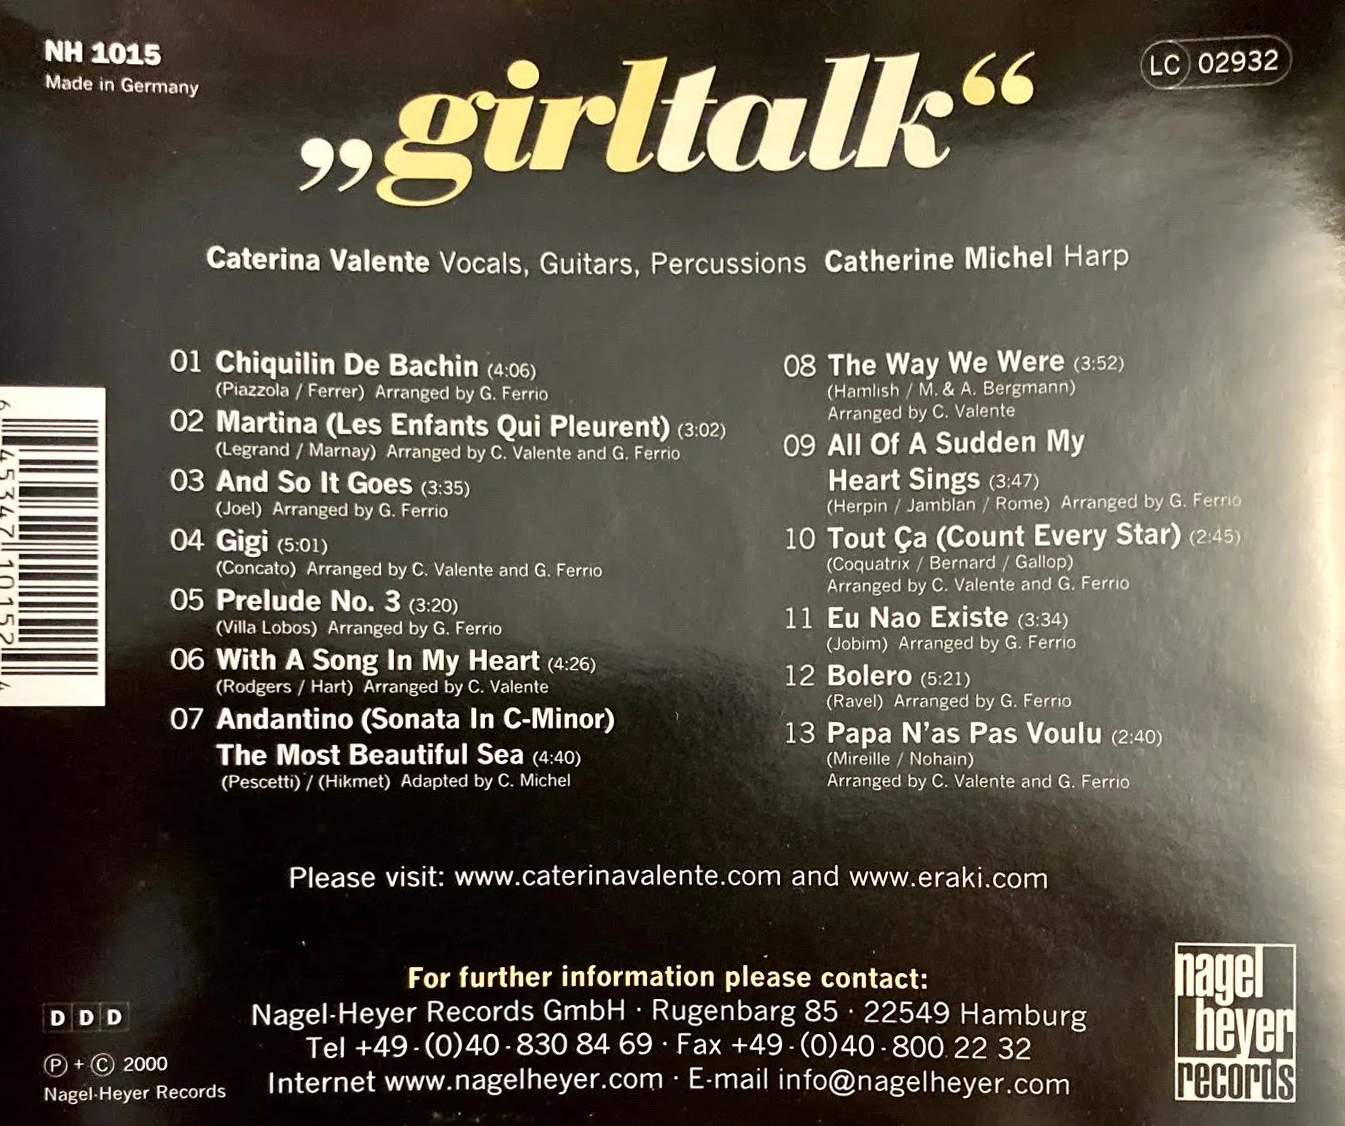 NH 1015
Made in Germany
„girltalk“
LC 02932
Caterina Valente Vocals, Guitars, Percussions Catherine Michel Harp
01 Chiquilin De Bachin (4:06)
(Piazzola / Ferrer) Arranged by G. Ferrio
02 Martina (Les Enfants Qui Pleurent) (3:02)
(Legrand / Marnay) Arranged by C. Valente and G. Ferrio
03 And So It Goes (3:35)
(Joel) Arranged by G. Ferrio
04 Gigi (5:01)
(Concato) Arranged by C. Valente and G. Ferrio
05 Prelude No. 3 (3:20)
(Villa Lobos) Arranged by G. Ferrio
06 With A Song In My Heart (4:26)
(Rodgers / Hart) Arranged by C. Valente
07 Andantino (Sonata In C-Minor)
The Most Beautiful Sea (4:40)
(Pescetti) / (Hikmet) Adapted by C. Michel
08 The Way We Were (3:52)
(Hamlish / M. & A. Bergmann)
Arranged by C. Valente
09 All Of A Sudden My
Heart Sings (3:47)
(Herpin / Jamblan / Rome) Arranged by G. Ferrio
10 Tout Ça (Count Every Star) (2:45)
(Coquatrix / Bernard / Gallop)
Arranged by C. Valente and G. Ferrio
11 Eu Nao Existe (3:34)
(Jobim) Arranged by G. Ferrio
12 Bolero (5:21)
(Ravel) Arranged by G. Ferrio
13 Papa N'as Pas Voulu (2:40)
(Mireille / Nohain)
Arranged by C. Valente and G. Ferrio
6 45347 10152 4
Please visit: www.caterinavalente.com and www.eraki.com
For further information please contact:
Nagel-Heyer Records GmbH · Rugenbarg 85 · 22549 Hamburg
Tel +49-(0)40-830 84 69 · Fax +49-(0)40-800 22 32
Internet www.nagelheyer.com · E-mail info@nagelheyer.com
D D D
Ⓟ + © 2000
Nagel-Heyer Records
nagel
heyer
records